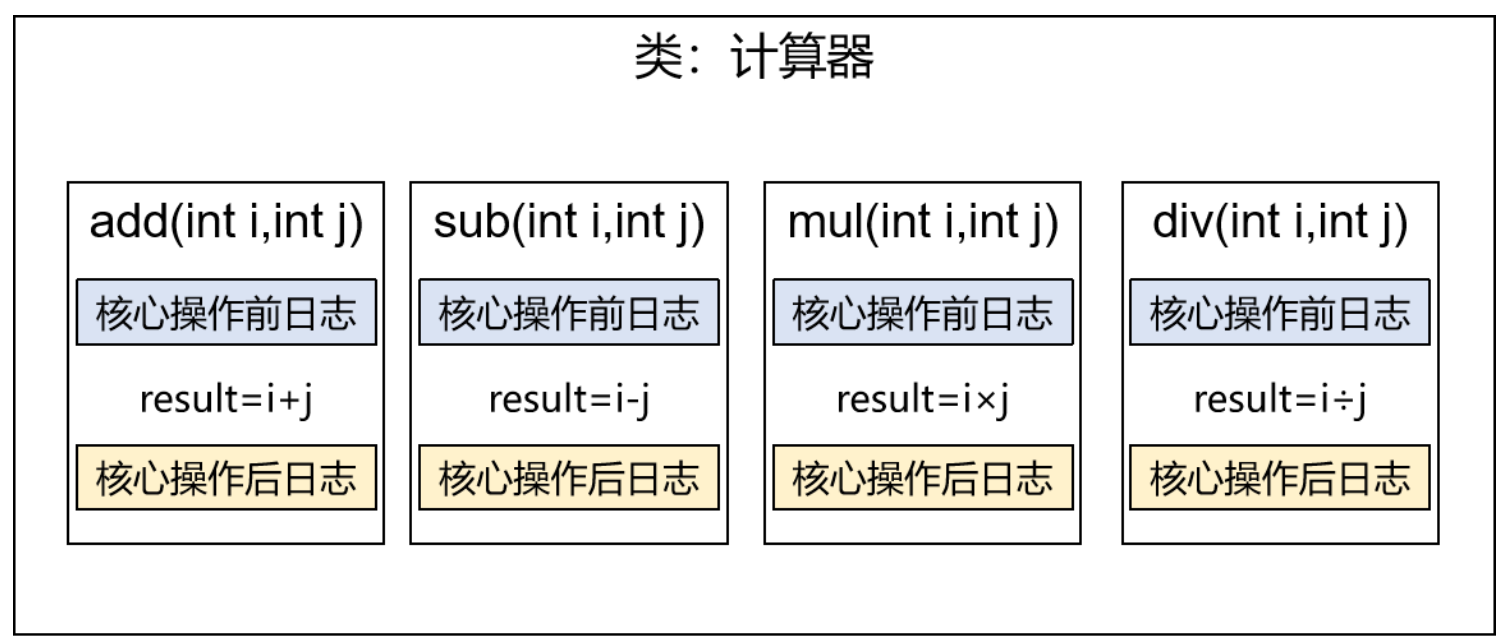 类：计算器
add(int i,int j)
核心操作前日志
result=i+j
核心操作后日志
sub(int i,int j)
核心操作前日志
result=i-j
核心操作后日志
mul(int i,int j)
核心操作前日志
result=i×j
核心操作后日志
div(int i,int j)
核心操作前日志
result=i÷j
核心操作后日志